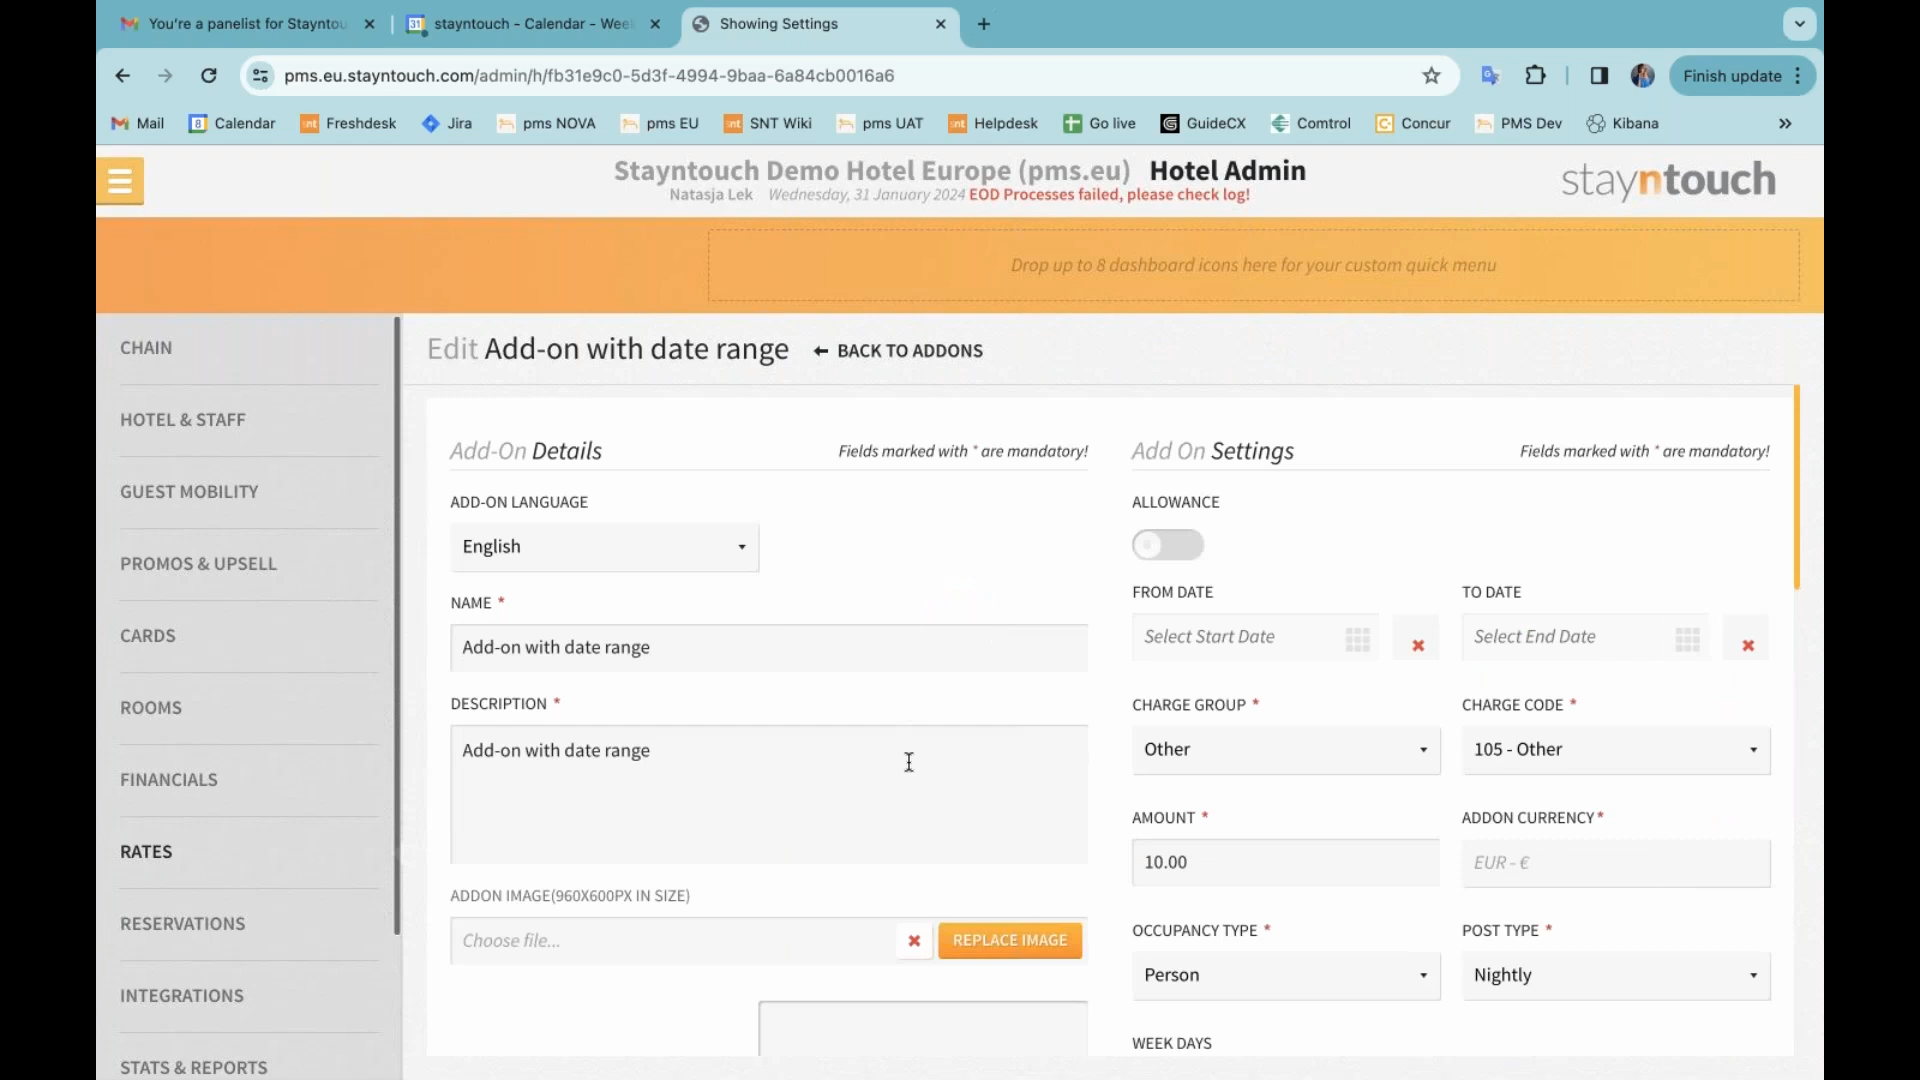 You're a panelist for Stayntou
stayntouch - Calendar - Week
Showing Settings
pms.eu.stayntouch.com/admin/h/fb31e9c0-5d3f-4994-9baa-6a84cb0016a6
Finish update
Mail
Calendar
Freshdesk
Jira
pms NOVA
pms EU
SNT Wiki
pms UAT
Helpdesk
Go live
GuideCX
Comtrol
Concur
PMS Dev
Kibana
Stayntouch Demo Hotel Europe (pms.eu) Hotel Admin
Natasja Lek Wednesday, 31 January 2024 EOD Processes failed, please check log!
stayntouch
Drop up to 8 dashboard icons here for your custom quick menu
CHAIN
HOTEL & STAFF
GUEST MOBILITY
PROMOS & UPSELL
CARDS
ROOMS
FINANCIALS
RATES
RESERVATIONS
INTEGRATIONS
STATS & REPORTS
Edit Add-on with date range
BACK TO ADDONS
Add-On Details
Fields marked with * are mandatory!
ADD-ON LANGUAGE
English
NAME *
Add-on with date range
DESCRIPTION *
Add-on with date range
ADDON IMAGE(960X600PX IN SIZE)
Choose file...
REPLACE IMAGE
Add On Settings
Fields marked with * are mandatory!
ALLOWANCE
FROM DATE
TO DATE
Select Start Date
Select End Date
CHARGE GROUP *
CHARGE CODE *
Other
105 - Other
AMOUNT *
ADDON CURRENCY*
10.00
EUR - €
OCCUPANCY TYPE *
POST TYPE *
Person
Nightly
WEEK DAYS